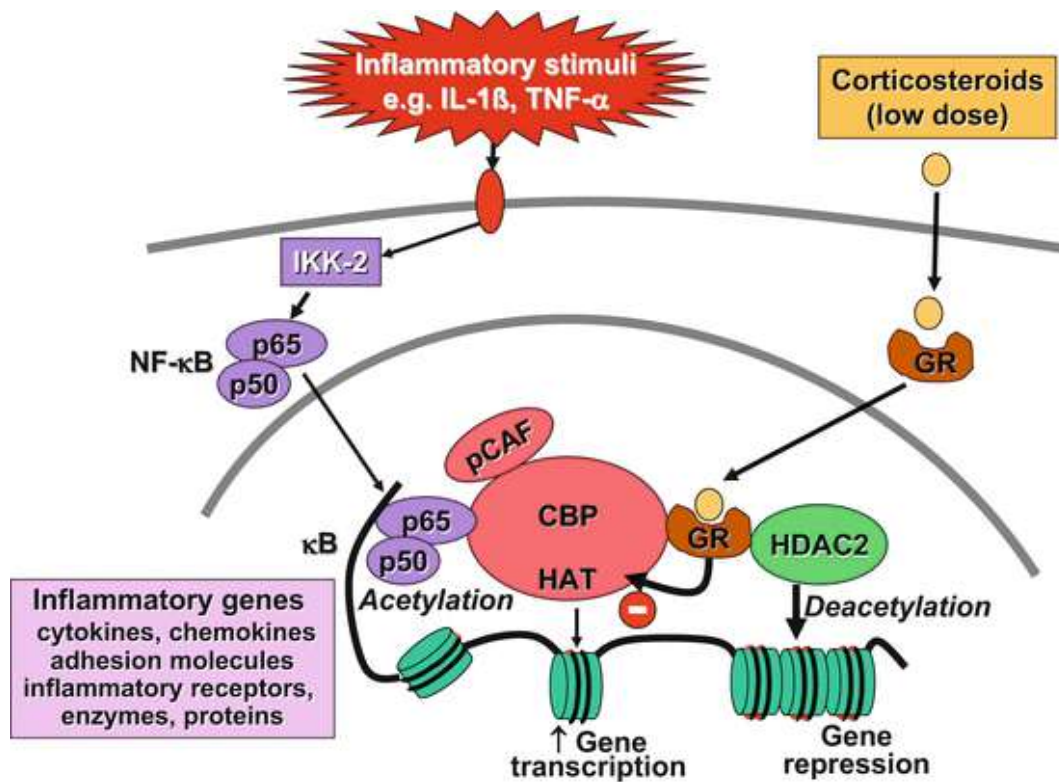 Inflammatory stimuli
e.g. IL-1ß, TNF-α
Corticosteroids
(low dose)
IKK-2
NF-κB
p65
p50
GR
pCAF
CBP
HAT
κB
p65
p50
GR
HDAC2
Acetylation
Deacetylation
Inflammatory genes
cytokines, chemokines
adhesion molecules
inflammatory receptors,
enzymes, proteins
↑ Gene
transcription
Gene
repression